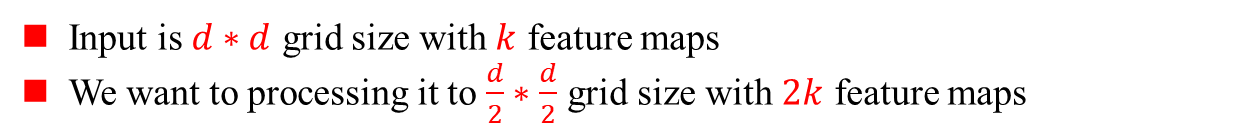 ■ Input is d * d grid size with k feature maps
■ We want to processing it to d/2 * d/2 grid size with 2k feature maps